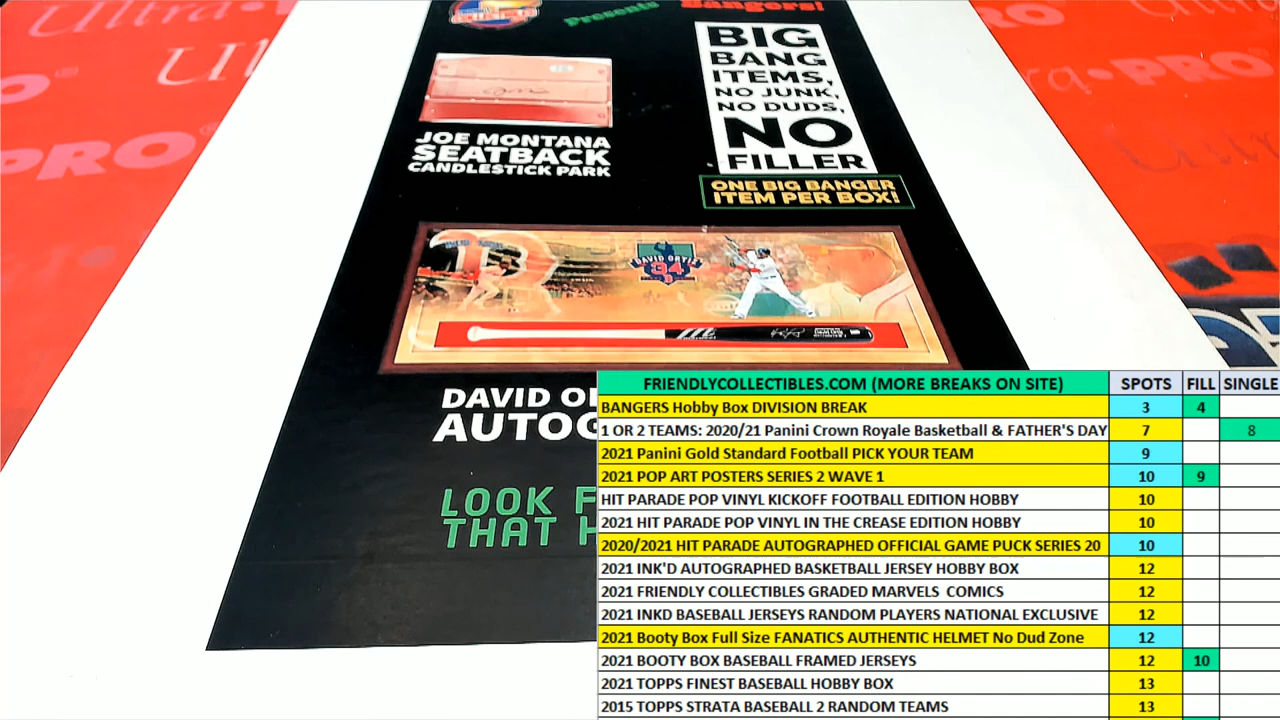 Presents Bangers!
BIG
BANG
ITEMS,
NO JUNK,
NO DUDS,
NO
FILLER
ONE BIG BANGER
ITEM PER BOX!
JOE MONTANA
SEATBACK
CANDLESTICK PARK
DAVID ORTIZ
34
DAVID O
AUTOG
LOOK F
THAT H
Ultra
PRO®
PRO®
Ultra•PRO®
FRIENDLYCOLLECTIBLES.COM (MORE BREAKS ON SITE) SPOTS FILL SINGLE
BANGERS Hobby Box DIVISION BREAK 3 4
1 OR 2 TEAMS: 2020/21 Panini Crown Royale Basketball & FATHER'S DAY 7 8
2021 Panini Gold Standard Football PICK YOUR TEAM 9
2021 POP ART POSTERS SERIES 2 WAVE 1 10 9
HIT PARADE POP VINYL KICKOFF FOOTBALL EDITION HOBBY 10
2021 HIT PARADE POP VINYL IN THE CREASE EDITION HOBBY 10
2020/2021 HIT PARADE AUTOGRAPHED OFFICIAL GAME PUCK SERIES 20 10
2021 INK'D AUTOGRAPHED BASKETBALL JERSEY HOBBY BOX 12
2021 FRIENDLY COLLECTIBLES GRADED MARVELS COMICS 12
2021 INKD BASEBALL JERSEYS RANDOM PLAYERS NATIONAL EXCLUSIVE 12
2021 Booty Box Full Size FANATICS AUTHENTIC HELMET No Dud Zone 12
2021 BOOTY BOX BASEBALL FRAMED JERSEYS 12 10
2021 TOPPS FINEST BASEBALL HOBBY BOX 13
2015 TOPPS STRATA BASEBALL 2 RANDOM TEAMS 13